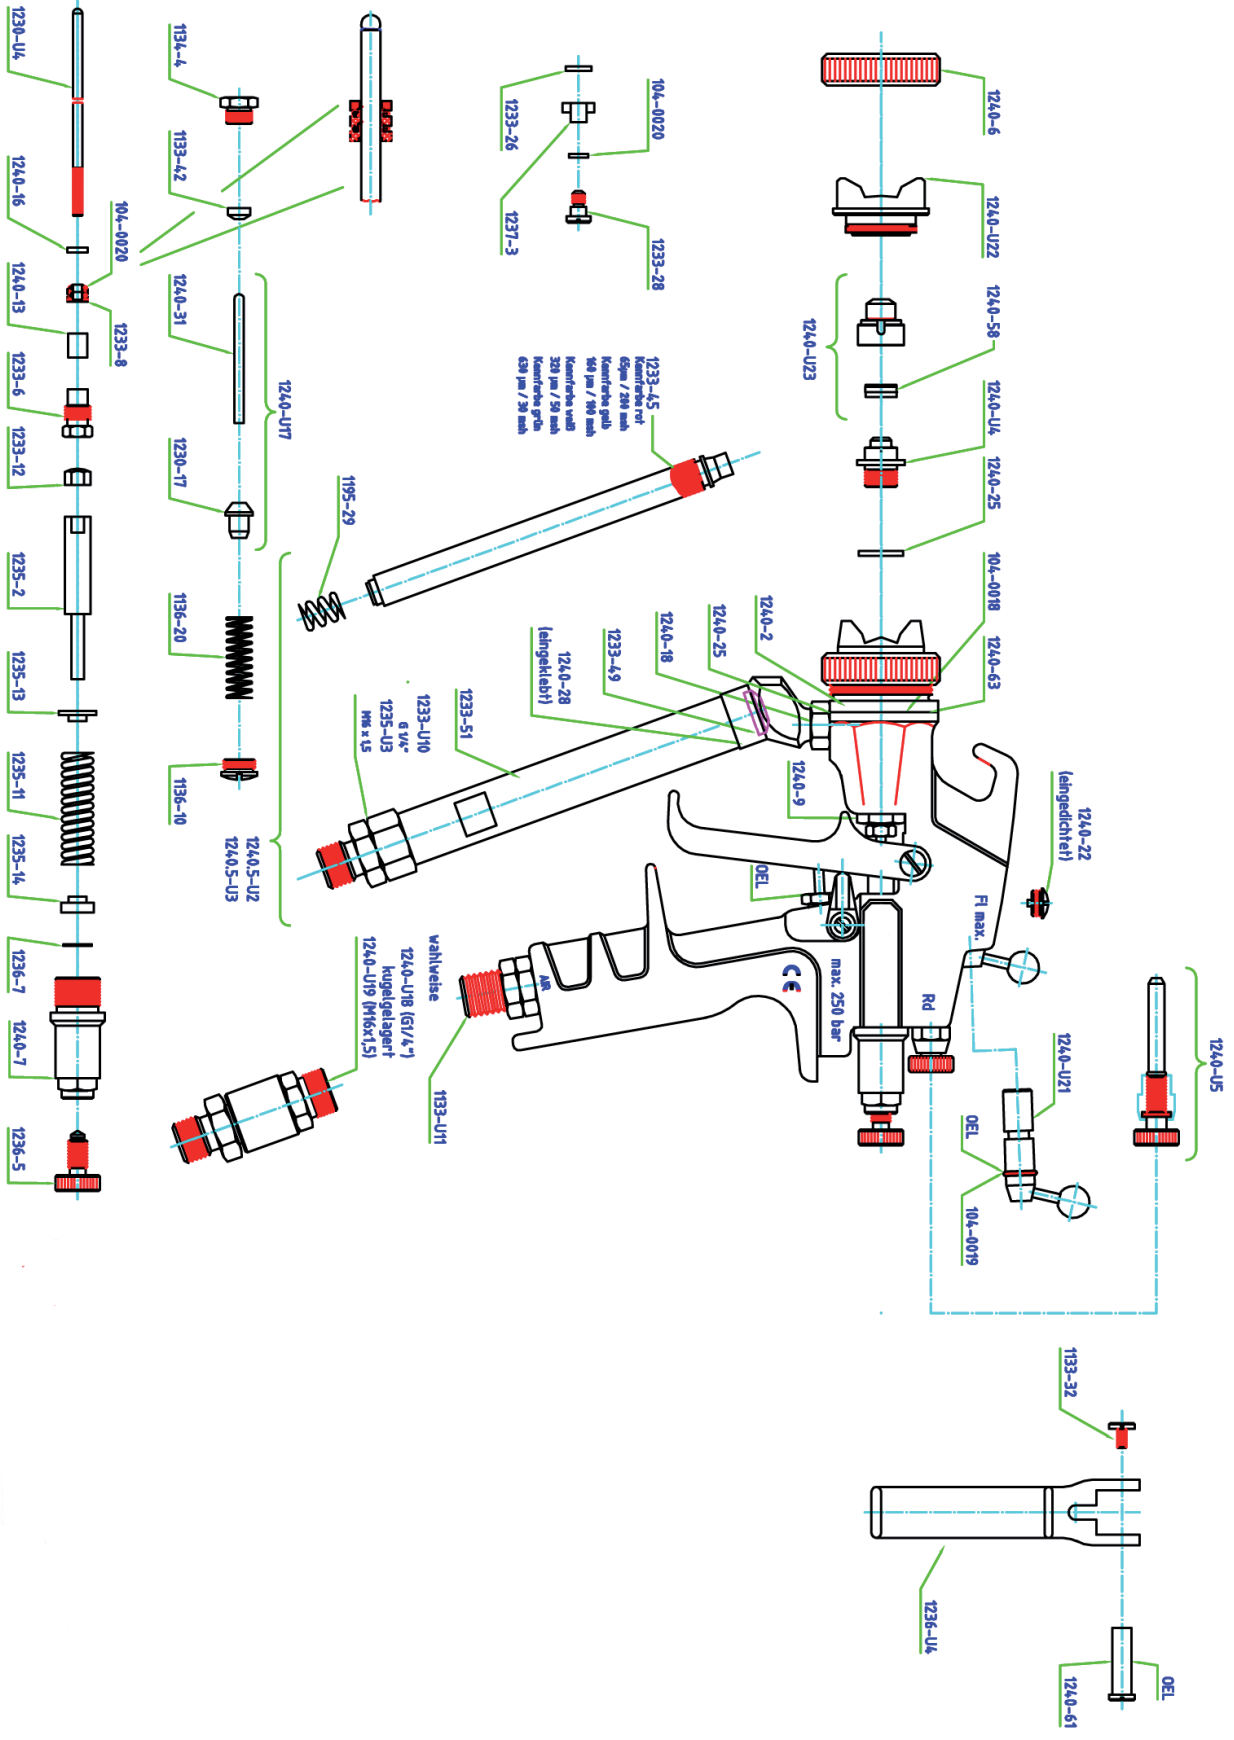 1240-6
1240-U22
1240-58
1240-U23
1240-U4
1240-25
104-0018
1240-63
1240-2
1240-25
1240-18
1233-49
1240-28
(eingeklebt)
1240-9
1240-22
(eingedichtet)
Fl max.
OEL
max. 250 bar
Rd
AIR
CE
1240-U5
1240-U21
OEL
104-0019
1133-32
1236-U4
OEL
1240-61
104-0020
1233-26
1237-3
1233-28
1233-45
Kennfarbe rot
65µm / 200 mesh
Kennfarbe gelb
160 µm / 100 mesh
Kennfarbe weiß
320 µm / 50 mesh
Kennfarbe grün
630 µm / 30 mesh
1195-29
1233-51
1233-U10
G 1/4"
1235-U3
M16 x 1,5
wahlweise
1240-U18 (G1/4")
kugelgelagert
1240-U19 (M16x1,5)
1133-U11
1134-4
1133-42
1240-31
1240-U17
1230-17
1136-20
1136-10
1240.5-U2
1240.5-U3
1230-U4
1240-16
104-0020
1240-13
1233-8
1233-6
1233-12
1235-2
1235-13
1235-11
1235-14
1236-7
1240-7
1236-5